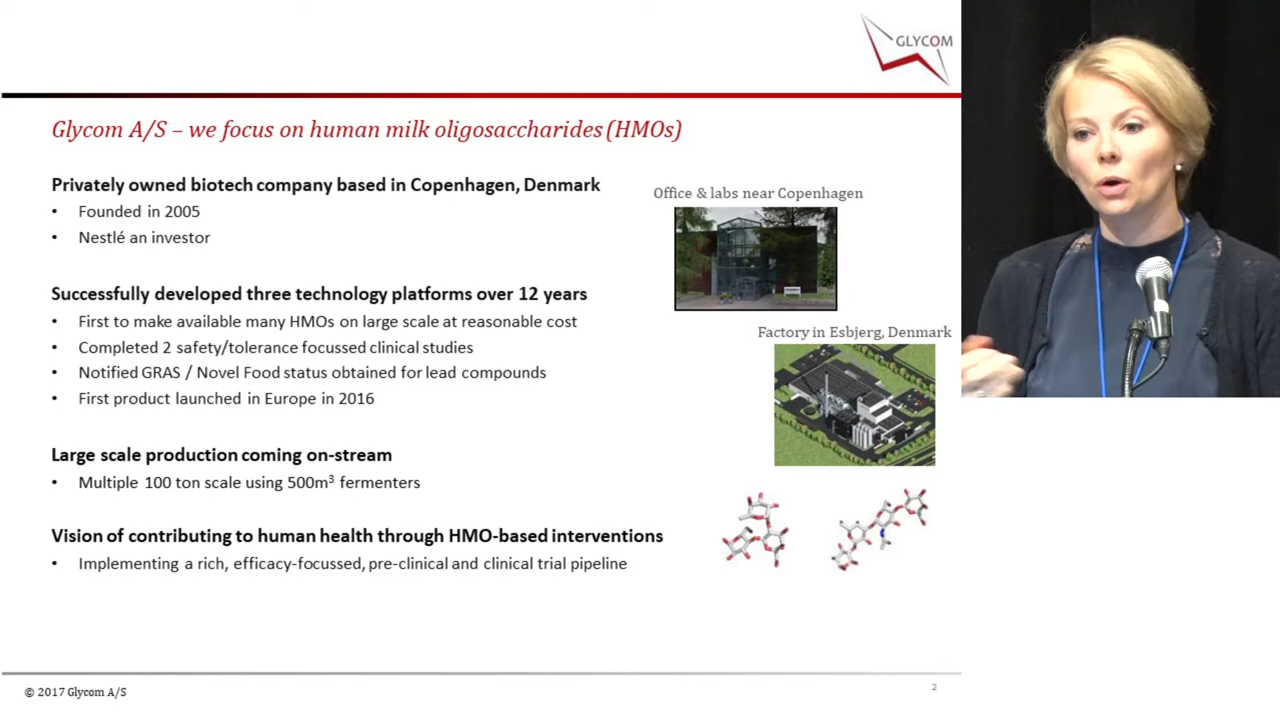 GLYCOM
Glycom A/S – we focus on human milk oligosaccharides (HMOs)
Privately owned biotech company based in Copenhagen, Denmark
• Founded in 2005
• Nestlé an investor
Office & labs near Copenhagen
Successfully developed three technology platforms over 12 years
• First to make available many HMOs on large scale at reasonable cost
• Completed 2 safety/tolerance focussed clinical studies
• Notified GRAS / Novel Food status obtained for lead compounds
• First product launched in Europe in 2016
Factory in Esbjerg, Denmark
Large scale production coming on-stream
• Multiple 100 ton scale using 500m³ fermenters
Vision of contributing to human health through HMO-based interventions
• Implementing a rich, efficacy-focussed, pre-clinical and clinical trial pipeline
© 2017 Glycom A/S
2